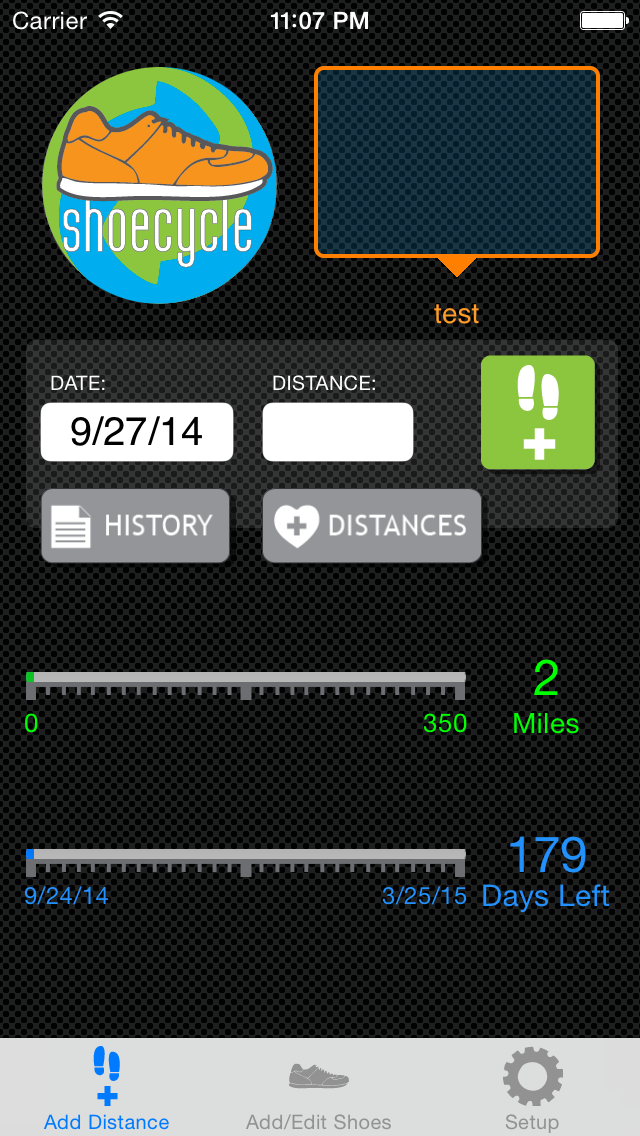 Carrier 11:07 PM
shoecycle
test
DATE: DISTANCE:
9/27/14
HISTORY DISTANCES
2
0 350 Miles
179
9/24/14 3/25/15 Days Left
Add Distance Add/Edit Shoes Setup